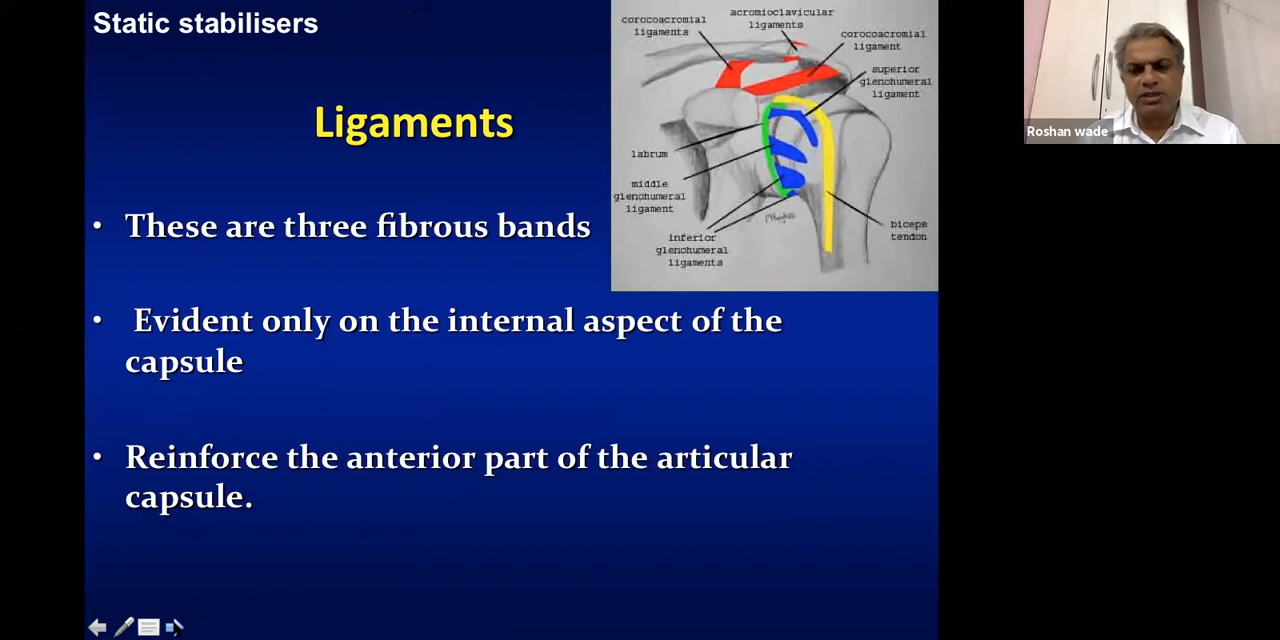 Static stabilisers
Ligaments
• These are three fibrous bands
• Evident only on the internal aspect of the
capsule
• Reinforce the anterior part of the articular
capsule.
corocoacromial
ligaments
acromioclavicular
ligaments
corocoacromial
ligament
superior
glenohumeral
ligament
labrum
middle
glenohumeral
ligament
inferior
glenohumeral
ligaments
biceps
tendon
Roshan wade